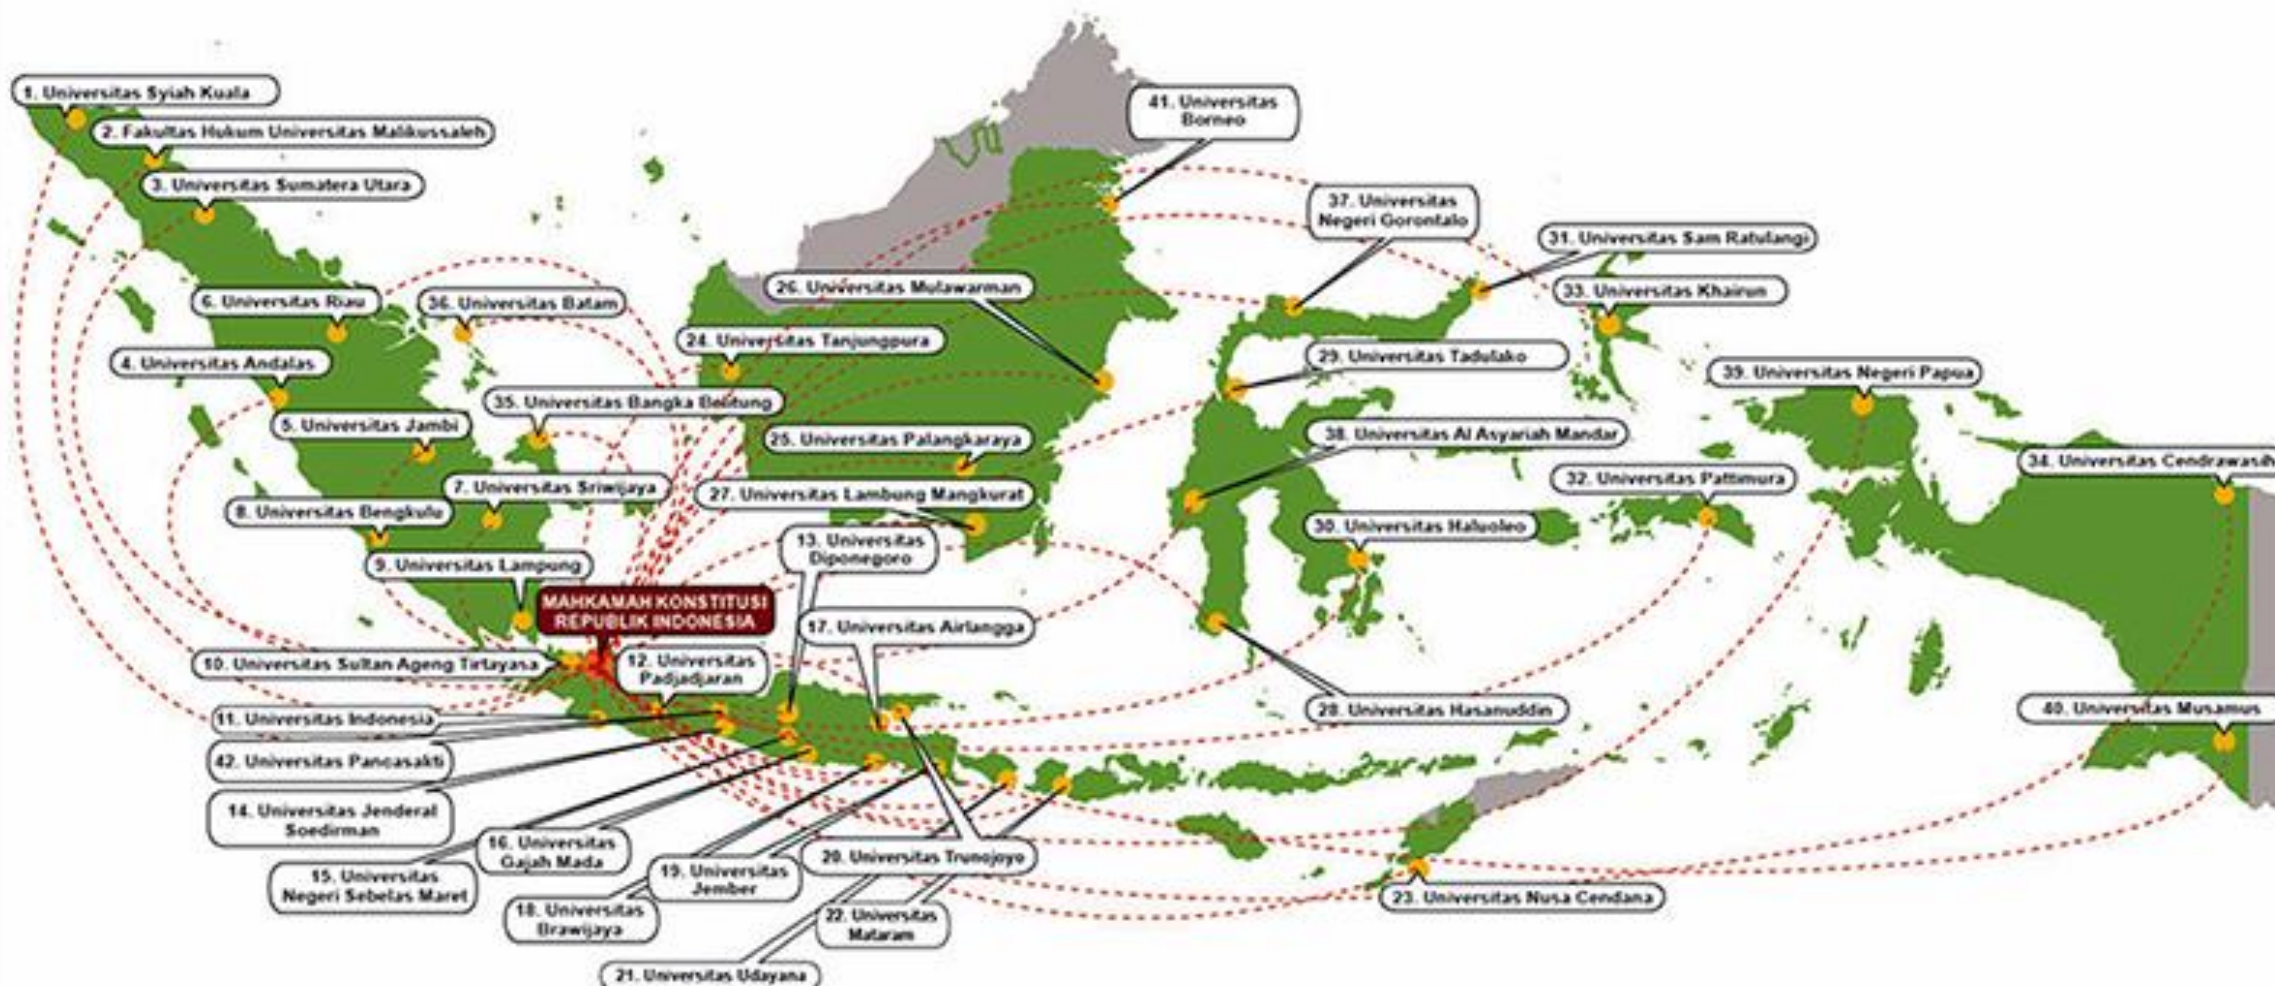 1. Universitas Syiah Kuala
2. Fakultas Hukum Universitas Malikussaleh
3. Universitas Sumatera Utara
41. Universitas
Borneo
37. Universitas
Negeri Gorontalo
31. Universitas Sam Ratulangi
33. Universitas Khairun
6. Universitas Riau
36. Universitas Batam
26. Universitas Mulawarman
24. Universitas Tanjungpura
29. Universitas Tadulako
4. Universitas Andalas
39. Universitas Negeri Papua
35. Universitas Bangka Belitung
5. Universitas Jambi
25. Universitas Palangkaraya
38. Universitas Al Asyariah Mandar
34. Universitas Cendrawasih
7. Universitas Sriwijaya
27. Universitas Lambung Mangkurat
32. Universitas Pattimura
8. Universitas Bengkulu
30. Universitas Haluoleo
13. Universitas
Diponegoro
9. Universitas Lampung
MAHKAMAH KONSTITUSI
REPUBLIK INDONESIA
17. Universitas Airlangga
10. Universitas Sultan Ageng Tirtayasa
12. Universitas
Padjadjaran
11. Universitas Indonesia
28. Universitas Hasanuddin
40. Universitas Musamus
42. Universitas Pancasakti
14. Universitas Jenderal
Soedirman
16. Universitas
Gajah Mada
15. Universitas
Negeri Sebelas Maret
19. Universitas
Jember
20. Universitas Trunojoyo
23. Universitas Nusa Cendana
18. Universitas
Brawijaya
22. Universitas
Mataram
21. Universitas Udayana